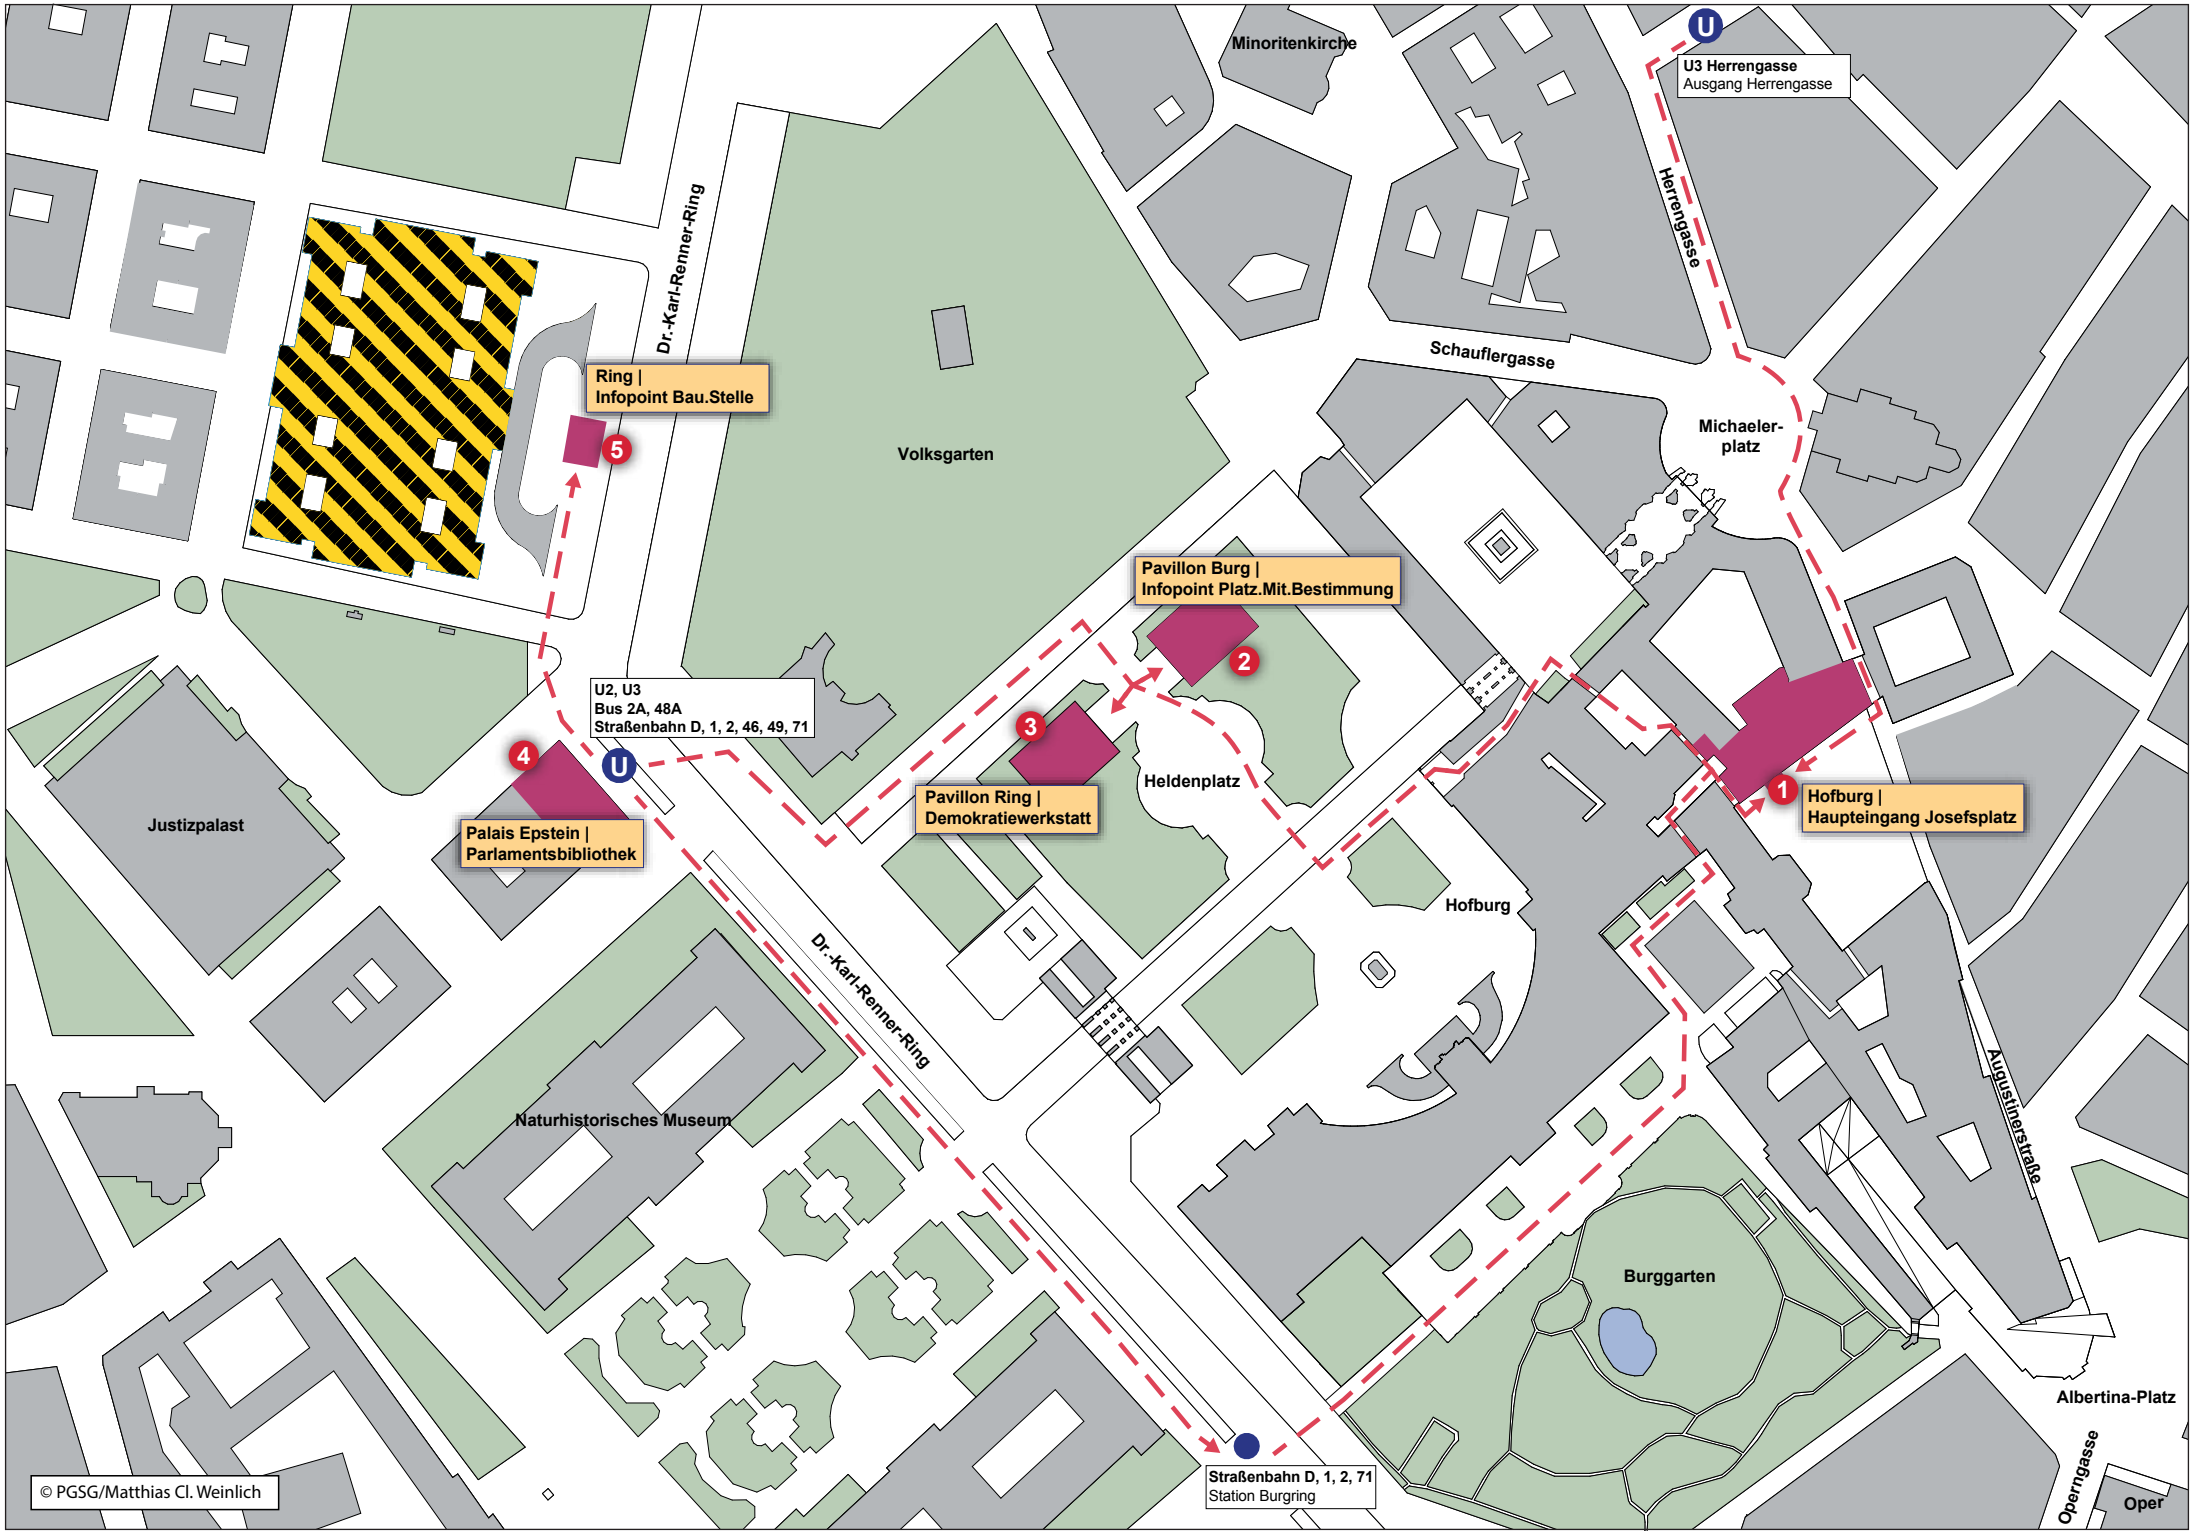 Minoritenkirche
U
U3 Herrengasse
Ausgang Herrengasse
Herrengasse
Dr.-Karl-Renner-Ring
Schauflergasse
Ring |
Infopoint Bau.Stelle
5
Volksgarten
Michaeler-
platz
Pavillon Burg |
Infopoint Platz.Mit.Bestimmung
2
U2, U3
Bus 2A, 48A
Straßenbahn D, 1, 2, 46, 49, 71
U
3
4
Heldenplatz
1
Hofburg |
Haupteingang Josefsplatz
Pavillon Ring |
Demokratiewerkstatt
Justizpalast
Palais Epstein |
Parlamentsbibliothek
Hofburg
Dr.-Karl-Renner-Ring
Naturhistorisches Museum
Augustinerstraße
Burggarten
Albertina-Platz
Operngasse
Oper
Straßenbahn D, 1, 2, 71
Station Burgring
© PGSG/Matthias Cl. Weinlich